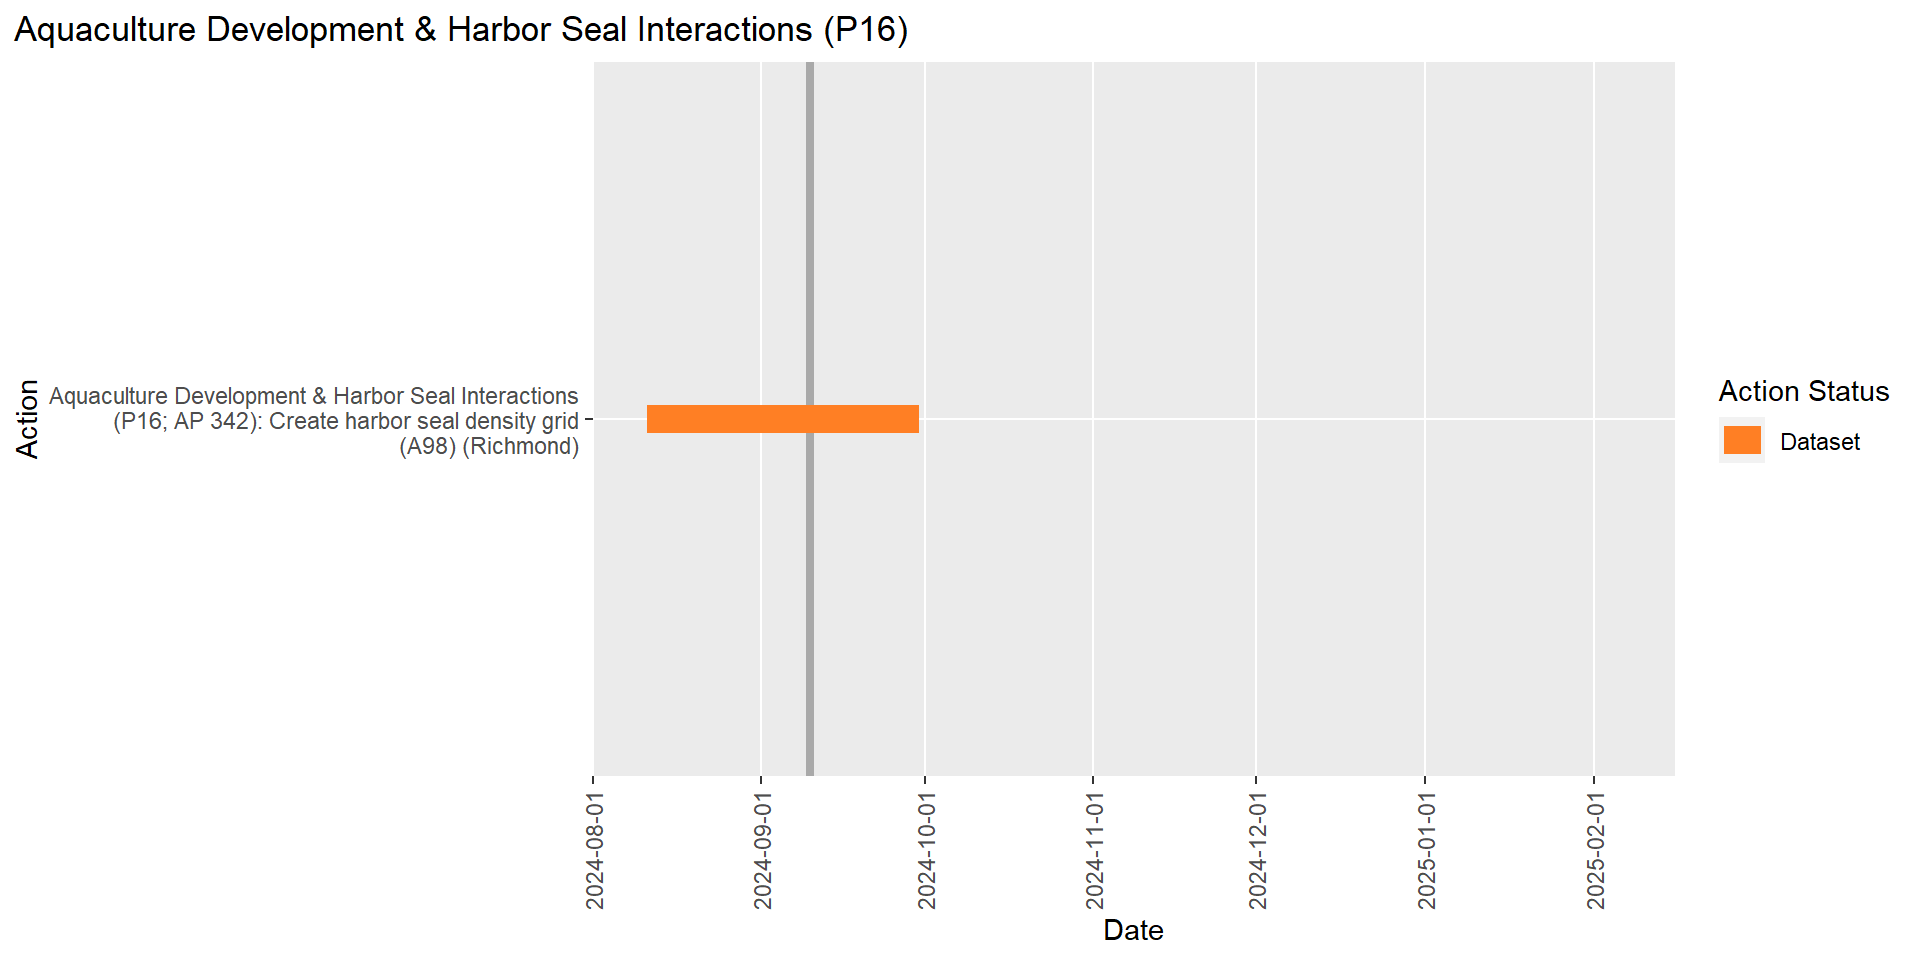 Aquaculture Development & Harbor Seal Interactions (P16)
Action
Aquaculture Development & Harbor Seal Interactions
(P16; AP 342): Create harbor seal density grid
(A98) (Richmond)
Action Status
Dataset
2024-08-01
2024-09-01
2024-10-01
2024-11-01
2024-12-01
2025-01-01
2025-02-01
Date